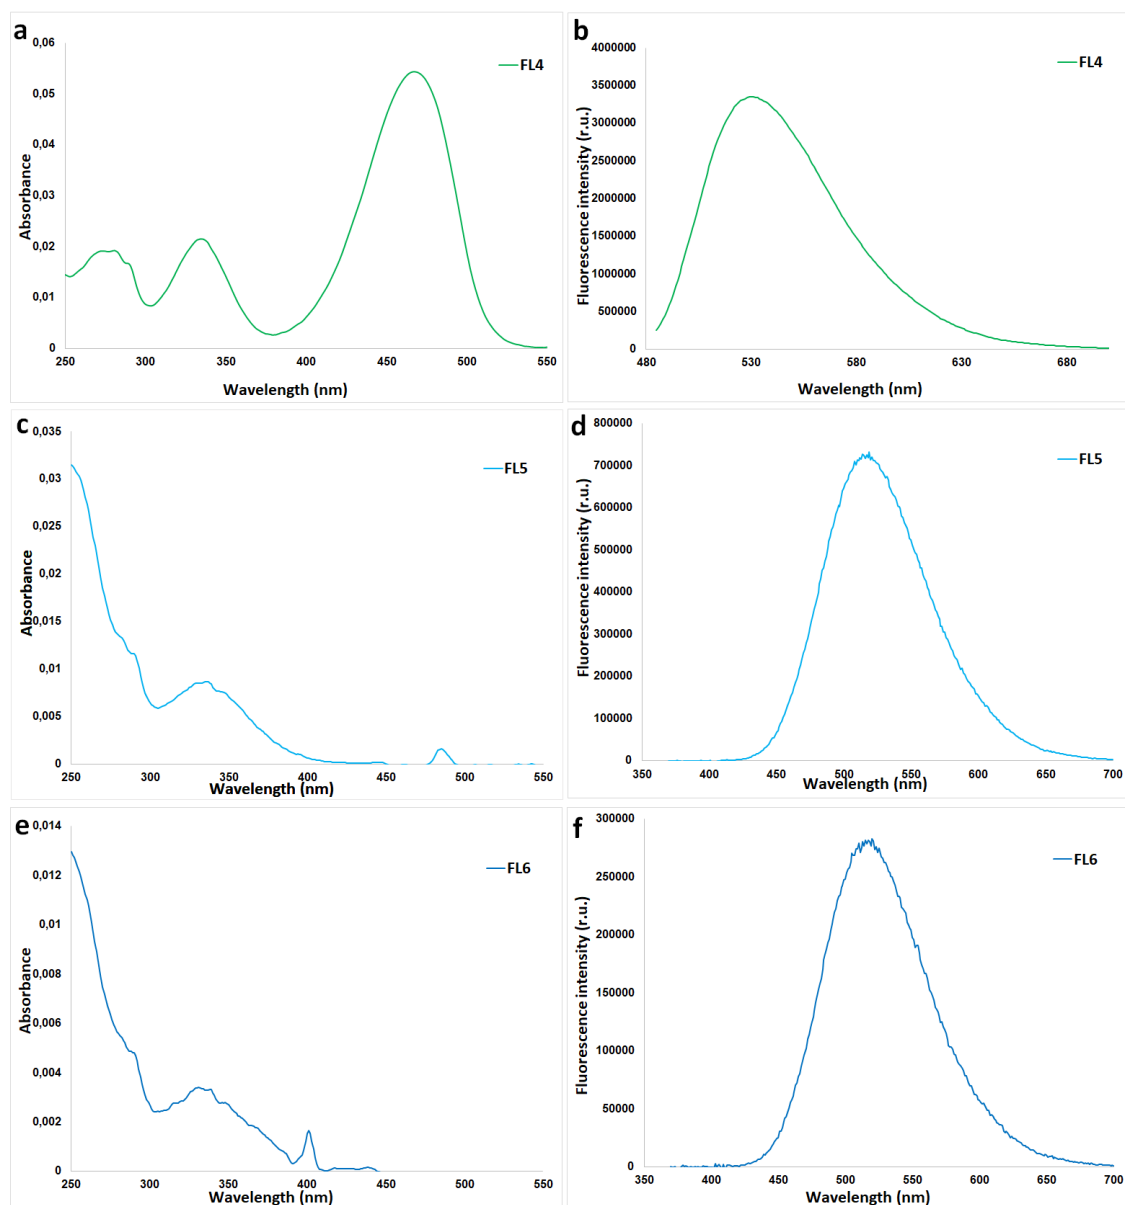 a
0,06
0,05
0,04
0,03
0,02
0,01
0
Absorbance
FL4
250 300 350 400 450 500 550
Wavelength (nm)
b
4000000
3500000
3000000
2500000
2000000
1500000
1000000
500000
0
Fluorescence intensity (r.u.)
FL4
480 530 580 630 680
Wavelength (nm)
c
0,035
0,03
0,025
0,02
0,015
0,01
0,005
0
Absorbance
FL5
250 300 350 400 450 500 550
Wavelength (nm)
d
800000
700000
600000
500000
400000
300000
200000
100000
0
Fluorescence intensity (r.u.)
FL5
350 400 450 500 550 600 650 700
Wavelength (nm)
e
0,014
0,012
0,01
0,008
0,006
0,004
0,002
0
Absorbance
FL6
250 300 350 400 450 500 550
Wavelength (nm)
f
300000
250000
200000
150000
100000
50000
0
Fluorescence intensity (r.u.)
FL6
350 400 450 500 550 600 650 700
Wavelength (nm)